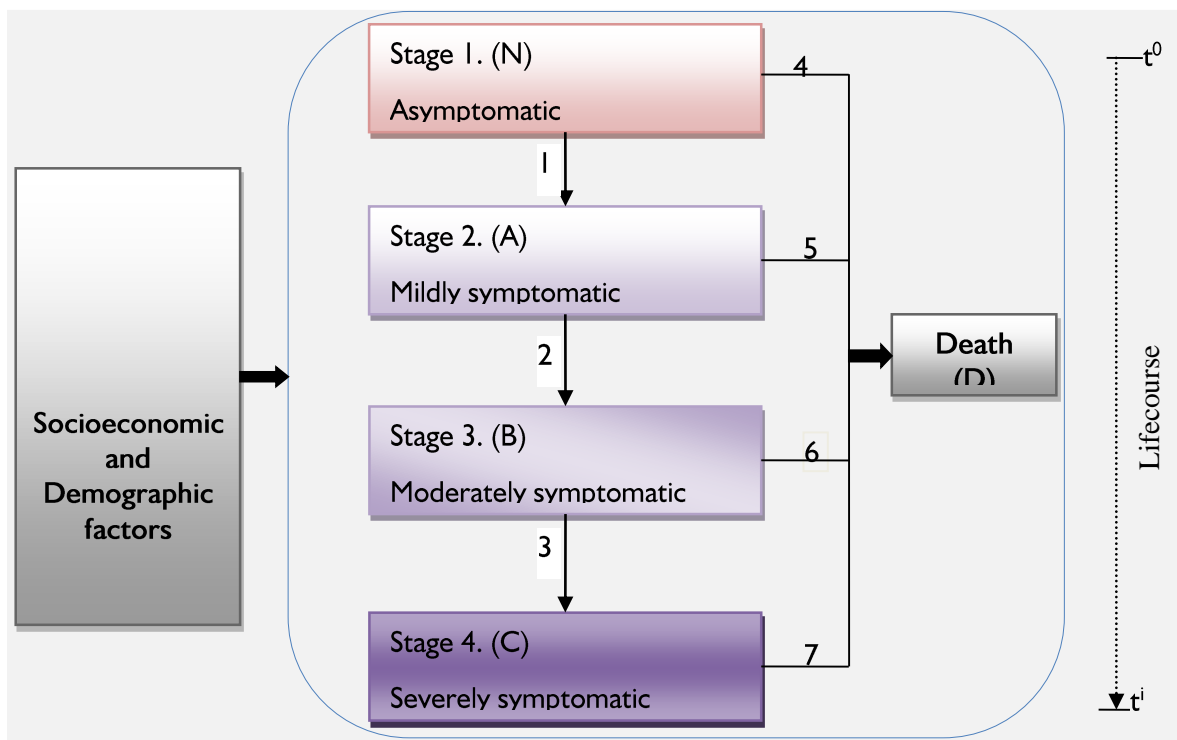 Stage 1. (N)
Asymptomatic
4
t⁰
1
Stage 2. (A)
Mildly symptomatic
5
2
Death
(D)
Lifecourse
Socioeconomic
and
Demographic
factors
Stage 3. (B)
Moderately symptomatic
6
3
Stage 4. (C)
Severely symptomatic
7
tⁱ